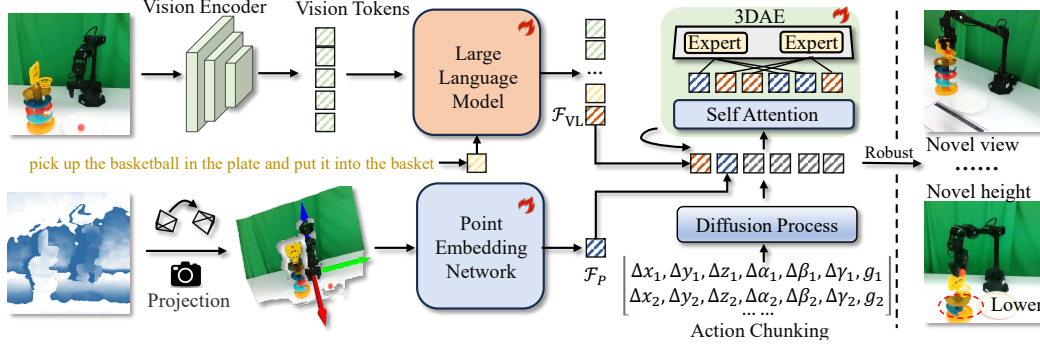 Vision Encoder
Vision Tokens
Large
Language
Model
...
ℱVL
3DAE
Expert
Expert
Self Attention
pick up the basketball in the plate and put it into the basket
Robust
Novel view
......
Novel height
Lower
Projection
Point
Embedding
Network
ℱP
Diffusion Process
Δx₁, Δy₁, Δz₁, Δα₁, Δβ₁, Δγ₁, g₁
Δx₂, Δy₂, Δz₂, Δα₂, Δβ₂, Δγ₂, g₂
... ...
Action Chunking